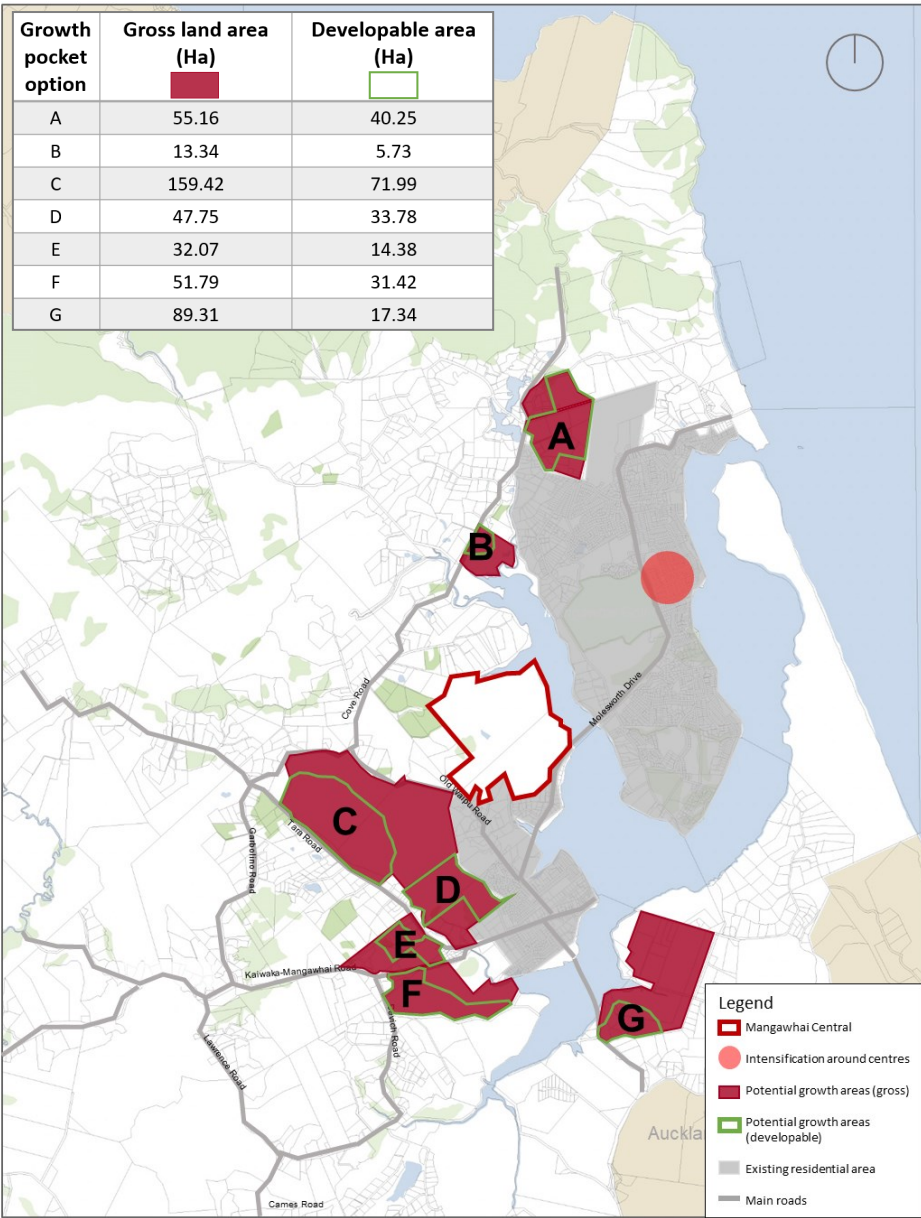 Growth pocket option
Gross land area (Ha)
Developable area (Ha)
A 55.16 40.25
B 13.34 5.73
C 159.42 71.99
D 47.75 33.78
E 32.07 14.38
F 51.79 31.42
G 89.31 17.34
A
B
Cove Road
Molesworth Drive
Old Waipu Road
C
Tara Road
Garbolino Road
D
E
Kaiwaka-Mangawhai Road
F
G
Lawrence Road
Cames Road
Legend
Mangawhai Central
Intensification around centres
Potential growth areas (gross)
Potential growth areas
(developable)
Existing residential area
Main roads